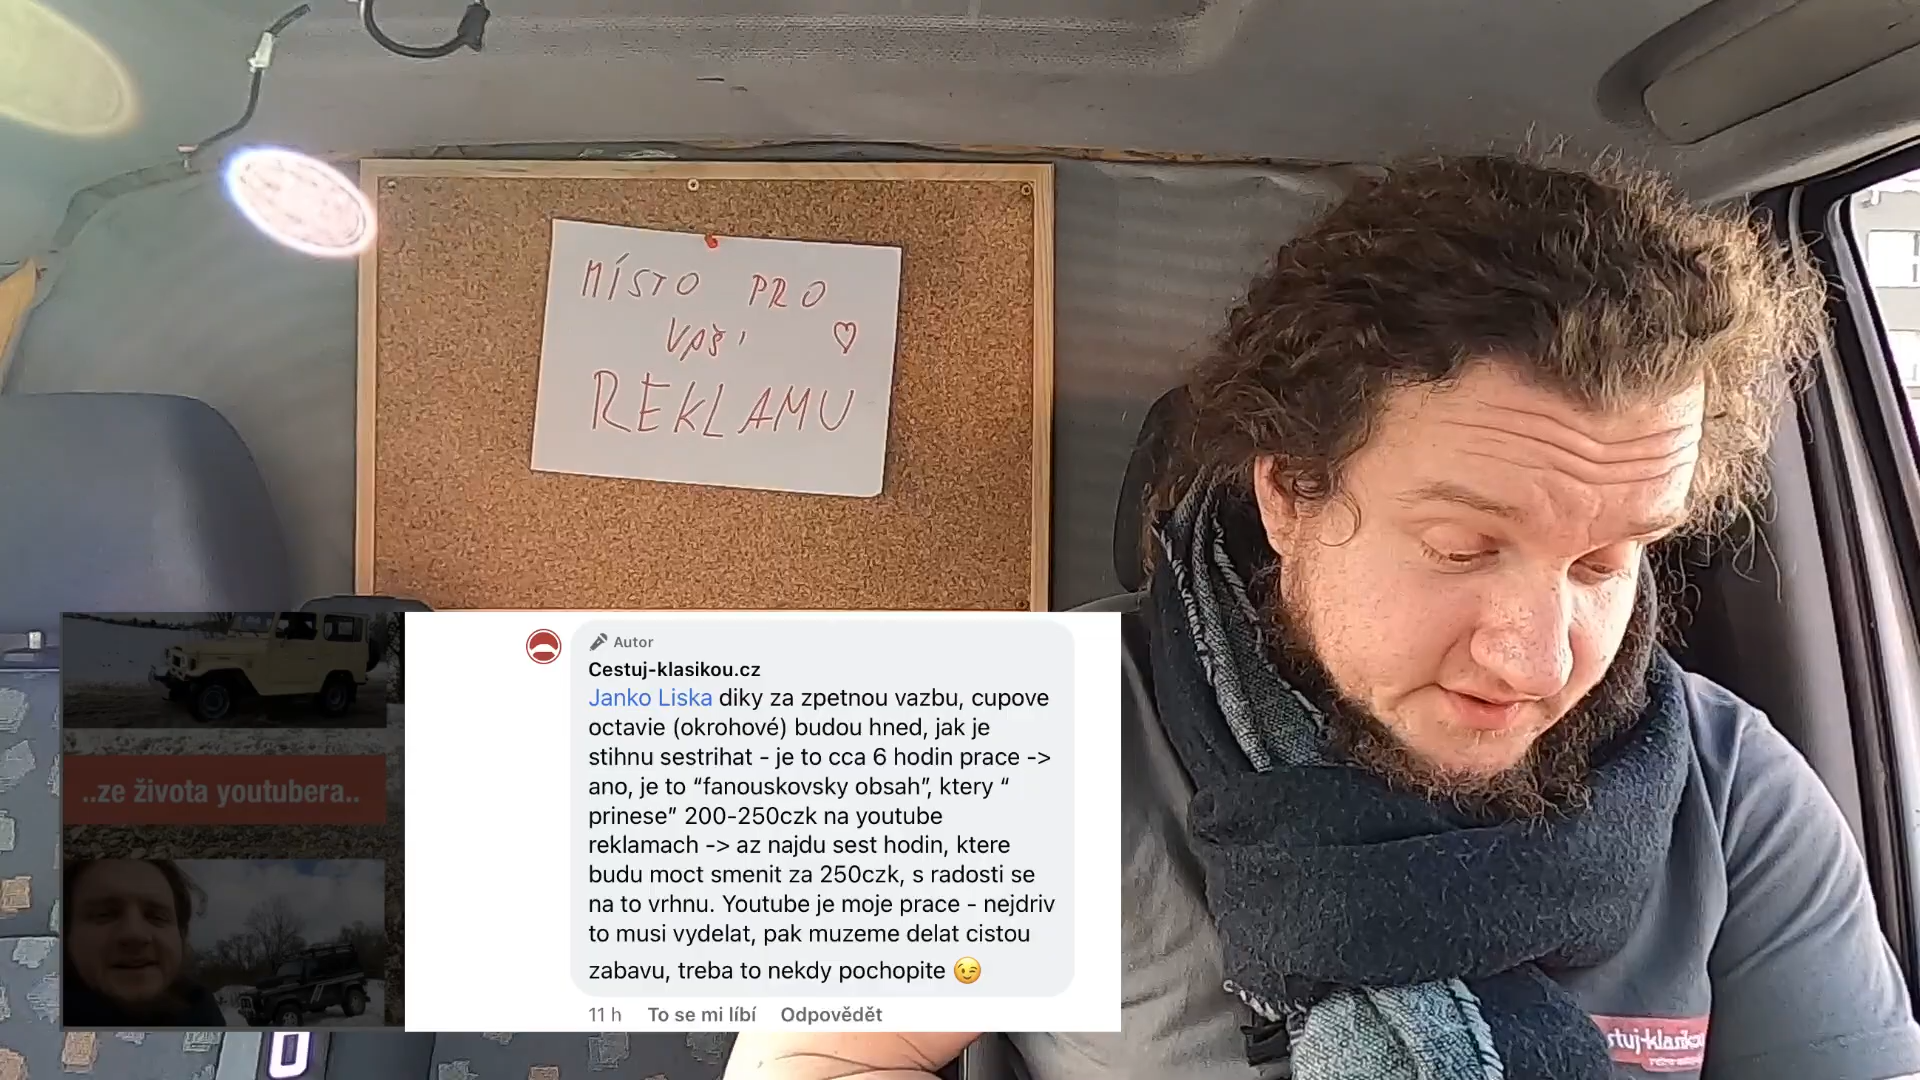 MÍSTO PRO
VAŠI
REKLAMU
..ze života youtubera..
Autor
Cestuj-klasikou.cz
Janko Liska diky za zpetnou vazbu, cupove
octavie (okrohové) budou hned, jak je
stihnu sestrihat - je to cca 6 hodin prace ->
ano, je to “fanouskovsky obsah”, ktery “
prinese” 200-250czk na youtube
reklamach -> az najdu sest hodin, ktere
budu moct smenit za 250czk, s radosti se
na to vrhnu. Youtube je moje prace - nejdriv
to musi vydelat, pak muzeme delat cistou
zabavu, treba to nekdy pochopite 😉
11 h To se mi líbí Odpovědět
stuj-klasikou